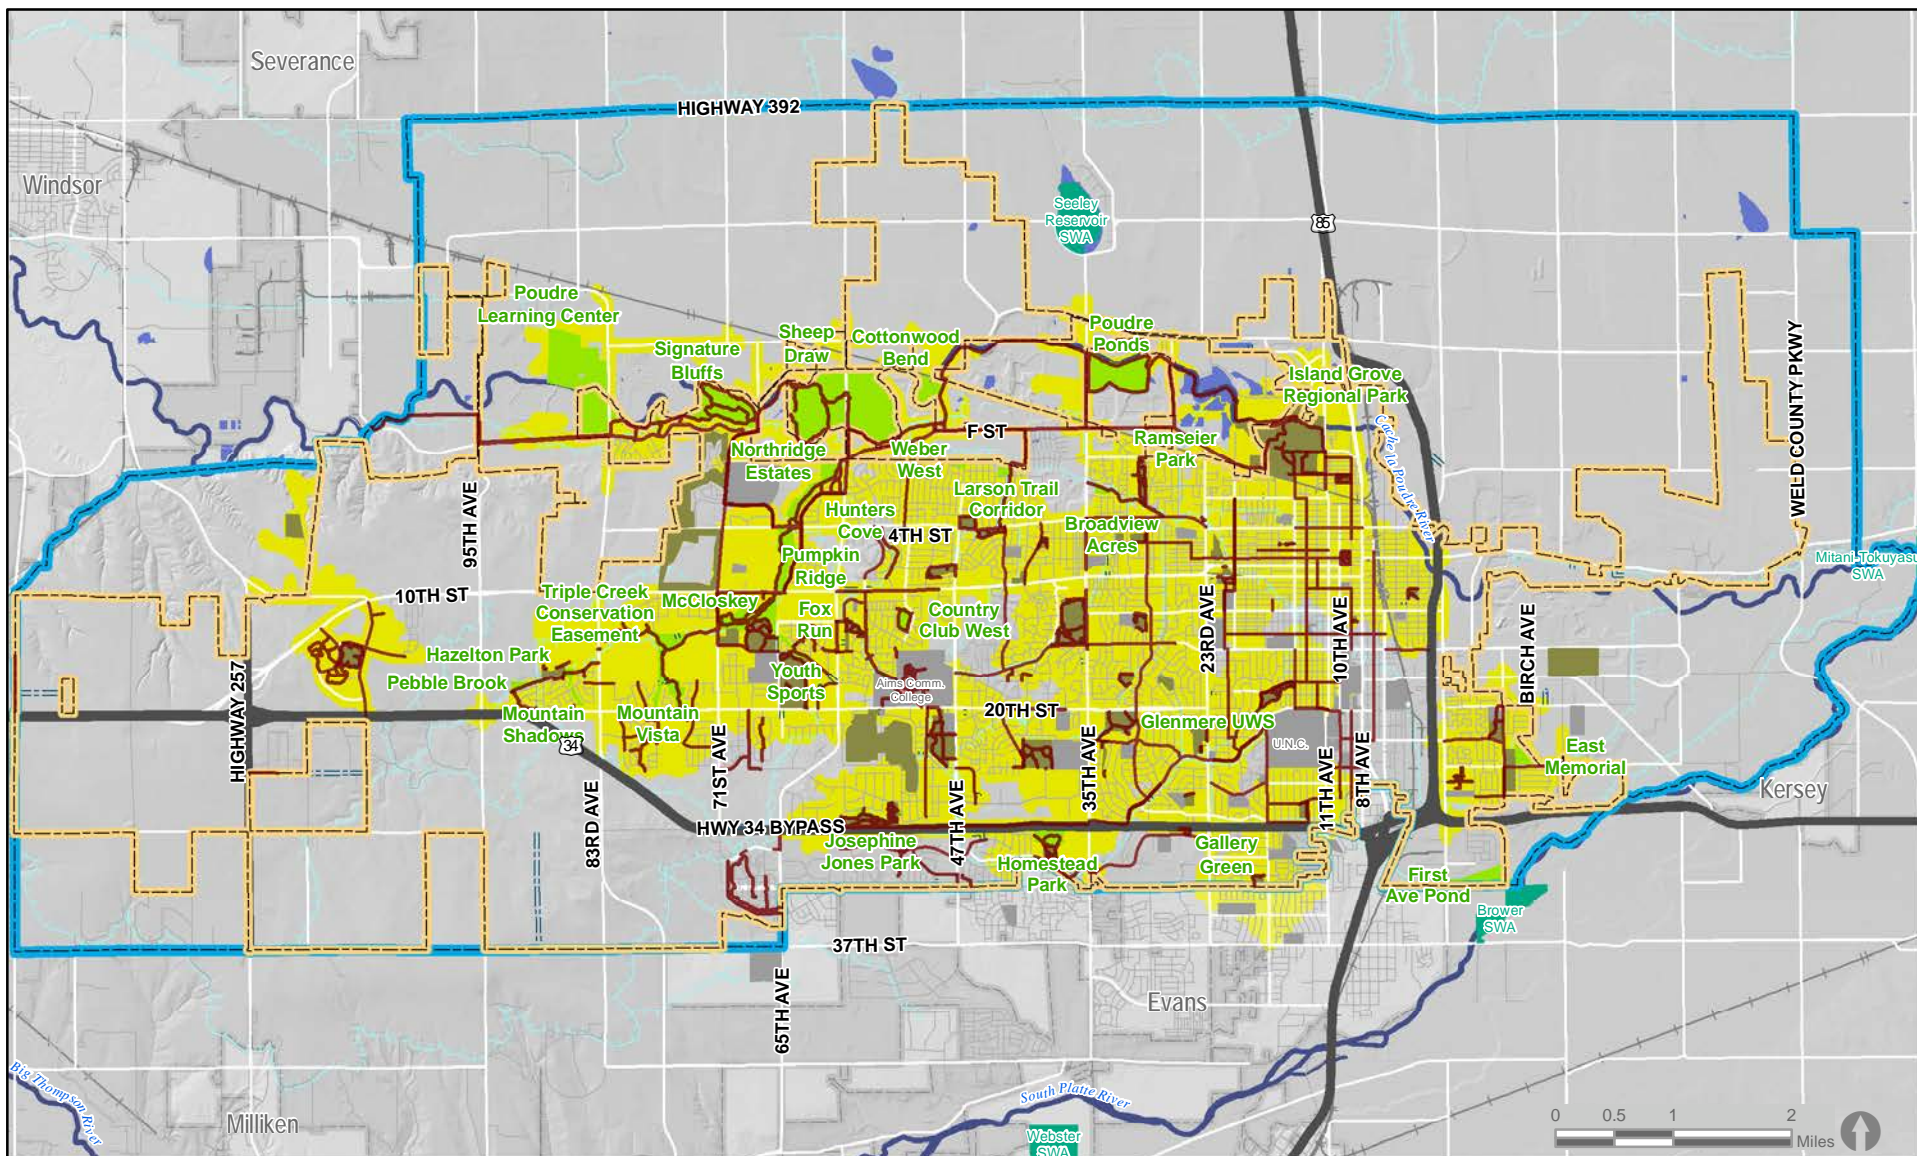 Severance
HIGHWAY 392
Windsor
Seeley
Reservoir
SWA
85
Poudre
Learning Center
Signature
Bluffs
Sheep
Draw
Cottonwood
Bend
Poudre
Ponds
Island Grove
Regional Park
WELD COUNTY PKWY
Cache la Poudre River
F ST
Northridge
Estates
Weber
West
Ramseier
Park
95TH AVE
Larson Trail
Corridor
Hunters
Cove
4TH ST
Broadview
Acres
Pumpkin
Ridge
Mitani-Tokuyasu
SWA
10TH ST
Triple Creek
Conservation
Easement
McCloskey
Fox
Run
Country
Club West
23RD AVE
10TH AVE
BIRCH AVE
Hazelton Park
Pebble Brook
Youth
Sports
Aims Comm.
College
HIGHWAY 257
Mountain
Shadows
34
Mountain
Vista
71ST AVE
20TH ST
Glenmere UWS
U.N.C.
35TH AVE
11TH AVE
8TH AVE
East
Memorial
Kersey
83RD AVE
HWY 34 BYPASS
47TH AVE
Josephine
Jones Park
Homestead
Park
Gallery
Green
First
Ave Pond
Brower
SWA
37TH ST
65TH AVE
Evans
Big Thompson River
Milliken
South Platte River
Webster
SWA
0 0.5 1 2
Miles